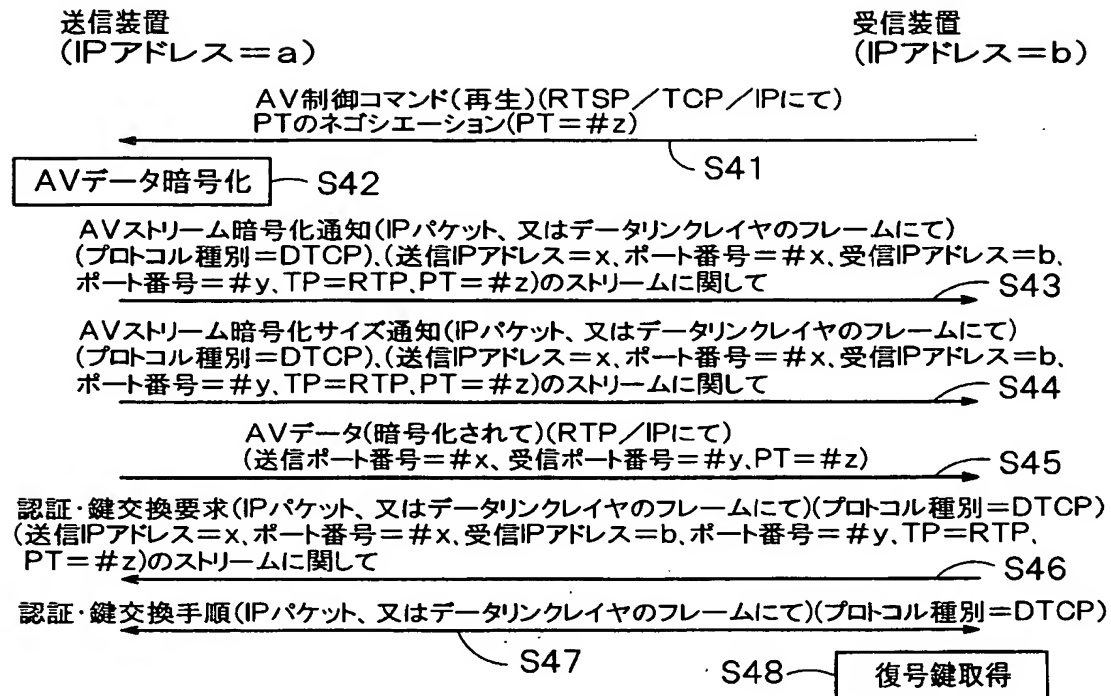 送信装置
(IPアドレス=a)
受信装置
(IPアドレス=b)
AV制御コマンド(再生)(RTSP/TCP/IPにて)
PTのネゴシエーション(PT=#z)
S41
AVデータ暗号化
S42
AVストリーム暗号化通知(IPパケット、又はデータリンクレイヤのフレームにて)
(プロトコル種別=DTCP)、(送信IPアドレス=x、ポート番号=#x、受信IPアドレス=b、
ポート番号=#y、TP=RTP、PT=#z)のストリームに関して
S43
AVストリーム暗号化サイズ通知(IPパケット、又はデータリンクレイヤのフレームにて)
(プロトコル種別=DTCP)、(送信IPアドレス=x、ポート番号=#x、受信IPアドレス=b、
ポート番号=#y、TP=RTP、PT=#z)のストリームに関して
S44
AVデータ(暗号化されて)(RTP/IPにて)
(送信ポート番号=#x、受信ポート番号=#y、PT=#z)
S45
認証・鍵交換要求(IPパケット、又はデータリンクレイヤのフレームにて)(プロトコル種別=DTCP)
(送信IPアドレス=x、ポート番号=#x、受信IPアドレス=b、ポート番号=#y、TP=RTP、
PT=#z)のストリームに関して
S46
認証・鍵交換手順(IPパケット、又はデータリンクレイヤのフレームにて)(プロトコル種別=DTCP)
S47
S48
復号鍵取得